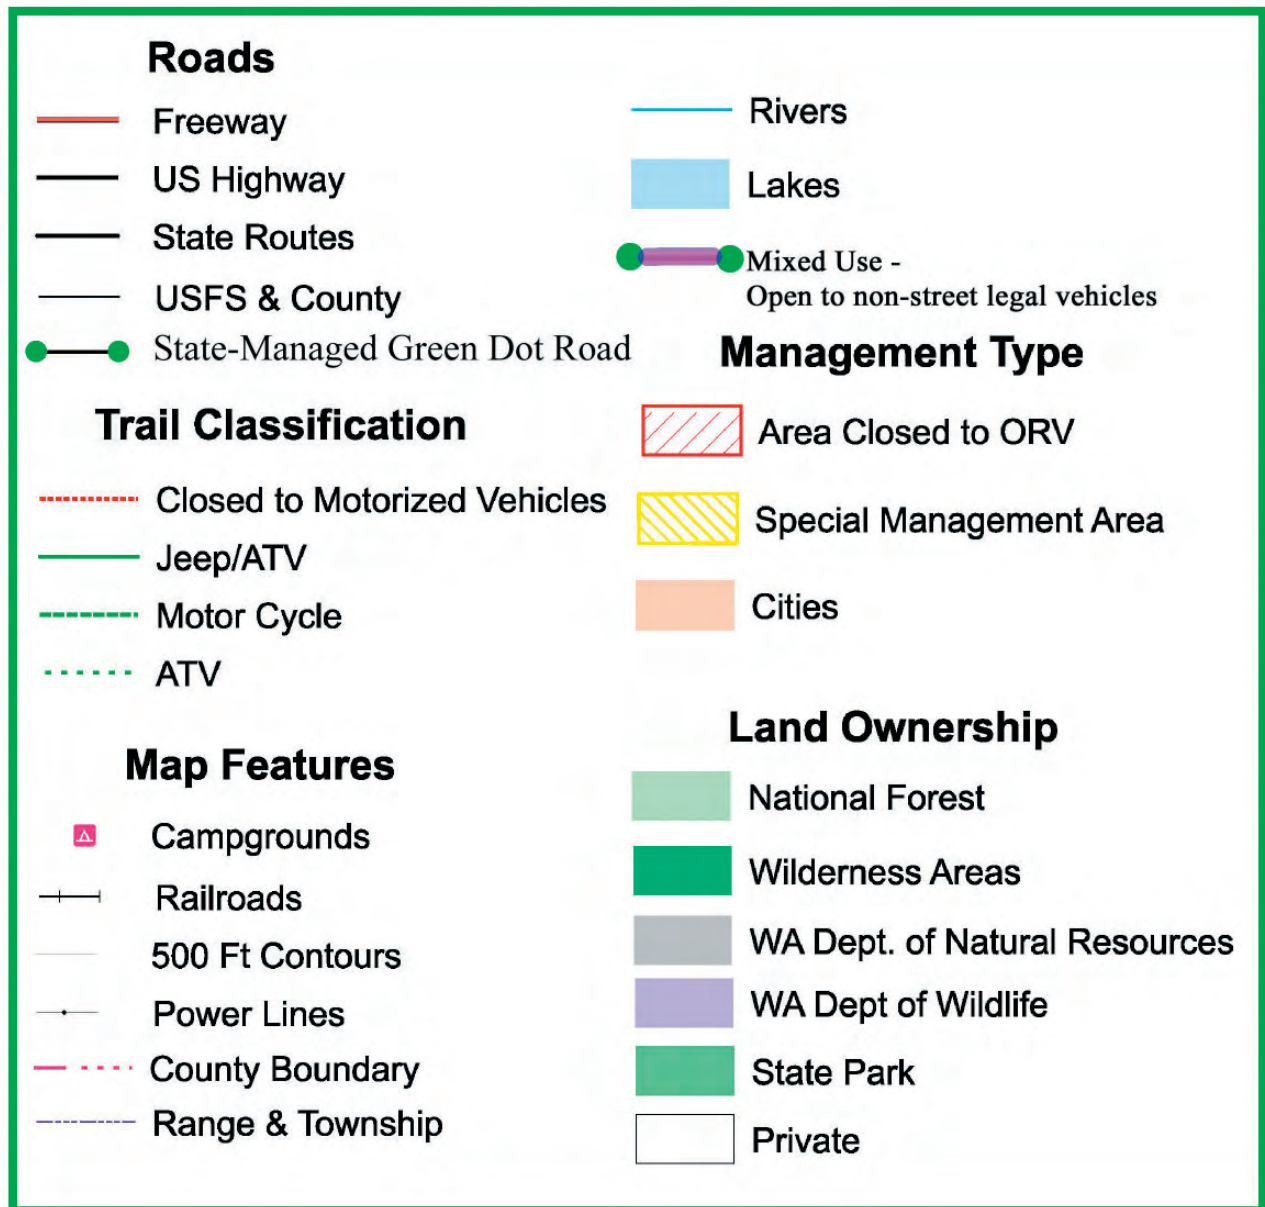 Roads
Freeway
US Highway
State Routes
USFS & County
State-Managed Green Dot Road
Trail Classification
Closed to Motorized Vehicles
Jeep/ATV
Motor Cycle
ATV
Map Features
Campgrounds
Railroads
500 Ft Contours
Power Lines
County Boundary
Range & Township
Rivers
Lakes
Mixed Use -
Open to non-street legal vehicles
Management Type
Area Closed to ORV
Special Management Area
Cities
Land Ownership
National Forest
Wilderness Areas
WA Dept. of Natural Resources
WA Dept of Wildlife
State Park
Private